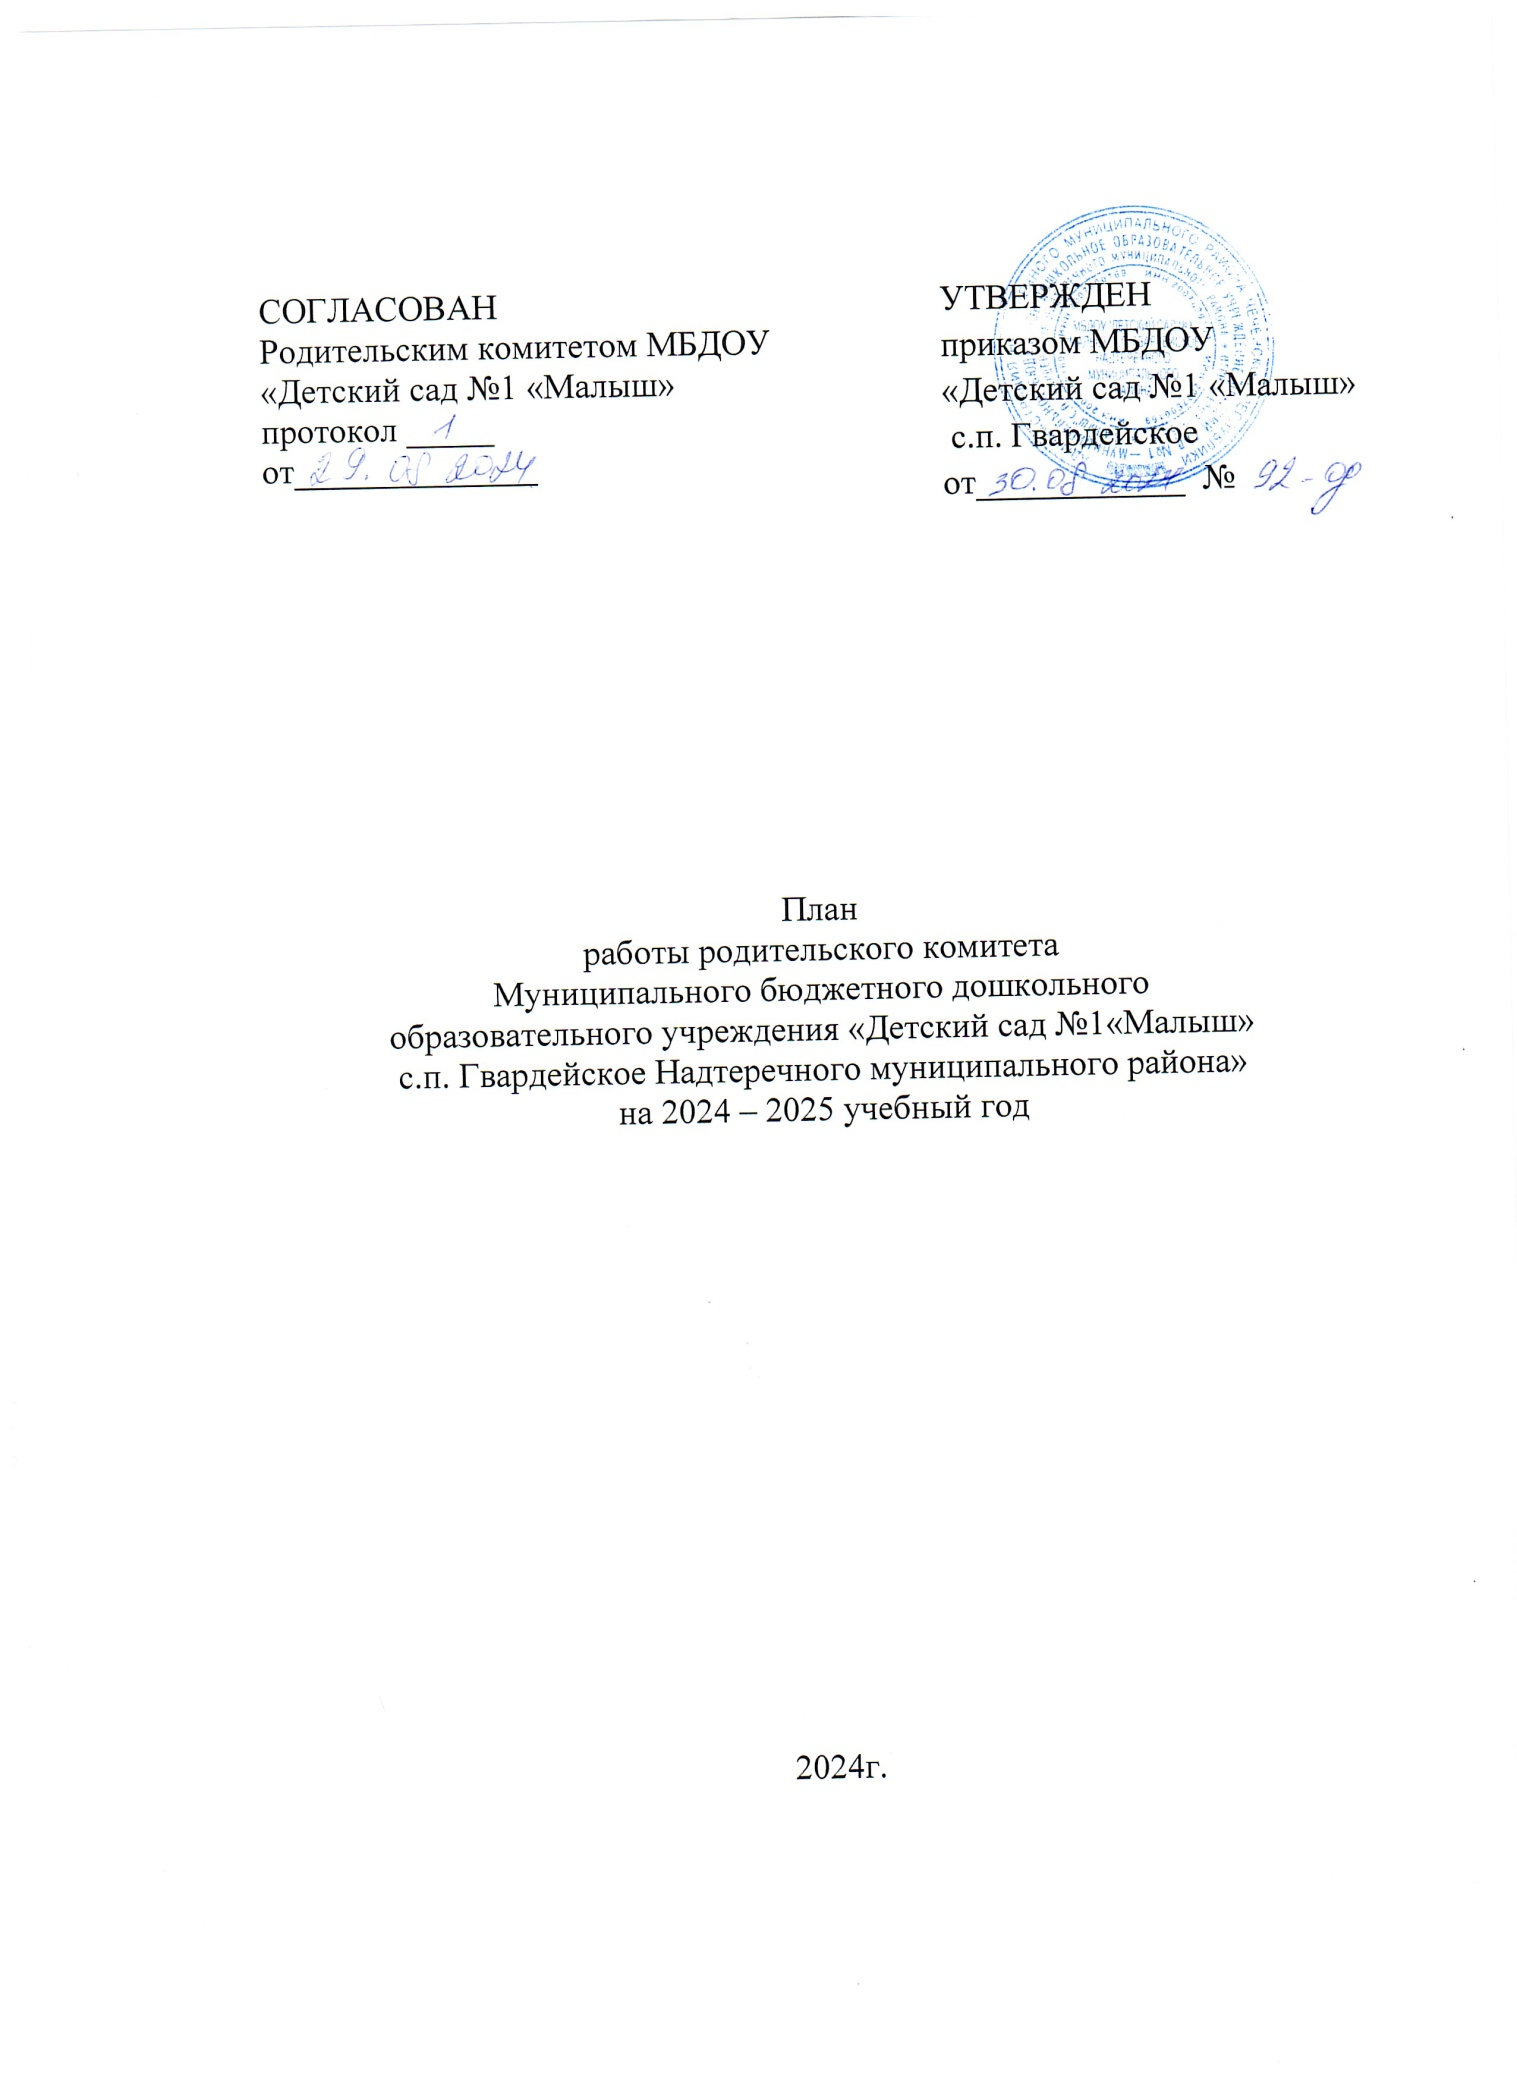 СОГЛАСОВАН
Родительским комитетом МБДОУ
«Детский сад №1 «Малыш»
протокол 1
от 29. 08 2024
УТВЕРЖДЕН
приказом МБДОУ
«Детский сад №1 «Малыш»
с.п. Гвардейское
от 30.08 2024 № 92-од
План
работы родительского комитета
Муниципального бюджетного дошкольного
образовательного учреждения «Детский сад №1«Малыш»
с.п. Гвардейское Надтеречного муниципального района»
на 2024 – 2025 учебный год
2024г.